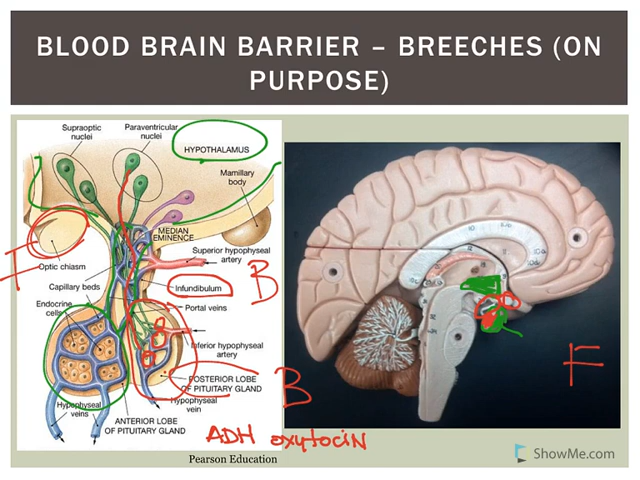 BLOOD BRAIN BARRIER – BREECHES (ON
PURPOSE)
Supraoptic
nuclei
Paraventricular
nuclei
HYPOTHALAMUS
Mamillary
body
MEDIAN
EMINENCE
Superior hypophyseal
artery
F
Optic chiasm
Capillary beds
Infundibulum
B
Endocrine
cells
Portal veins
Inferior hypophyseal
artery
POSTERIOR LOBE
OF PITUITARY GLAND
B
Hypophyseal
veins
Hypophyseal
vein
ANTERIOR LOBE
OF PITUITARY GLAND
ADH oxytocin
Pearson Education
F
ShowMe.com